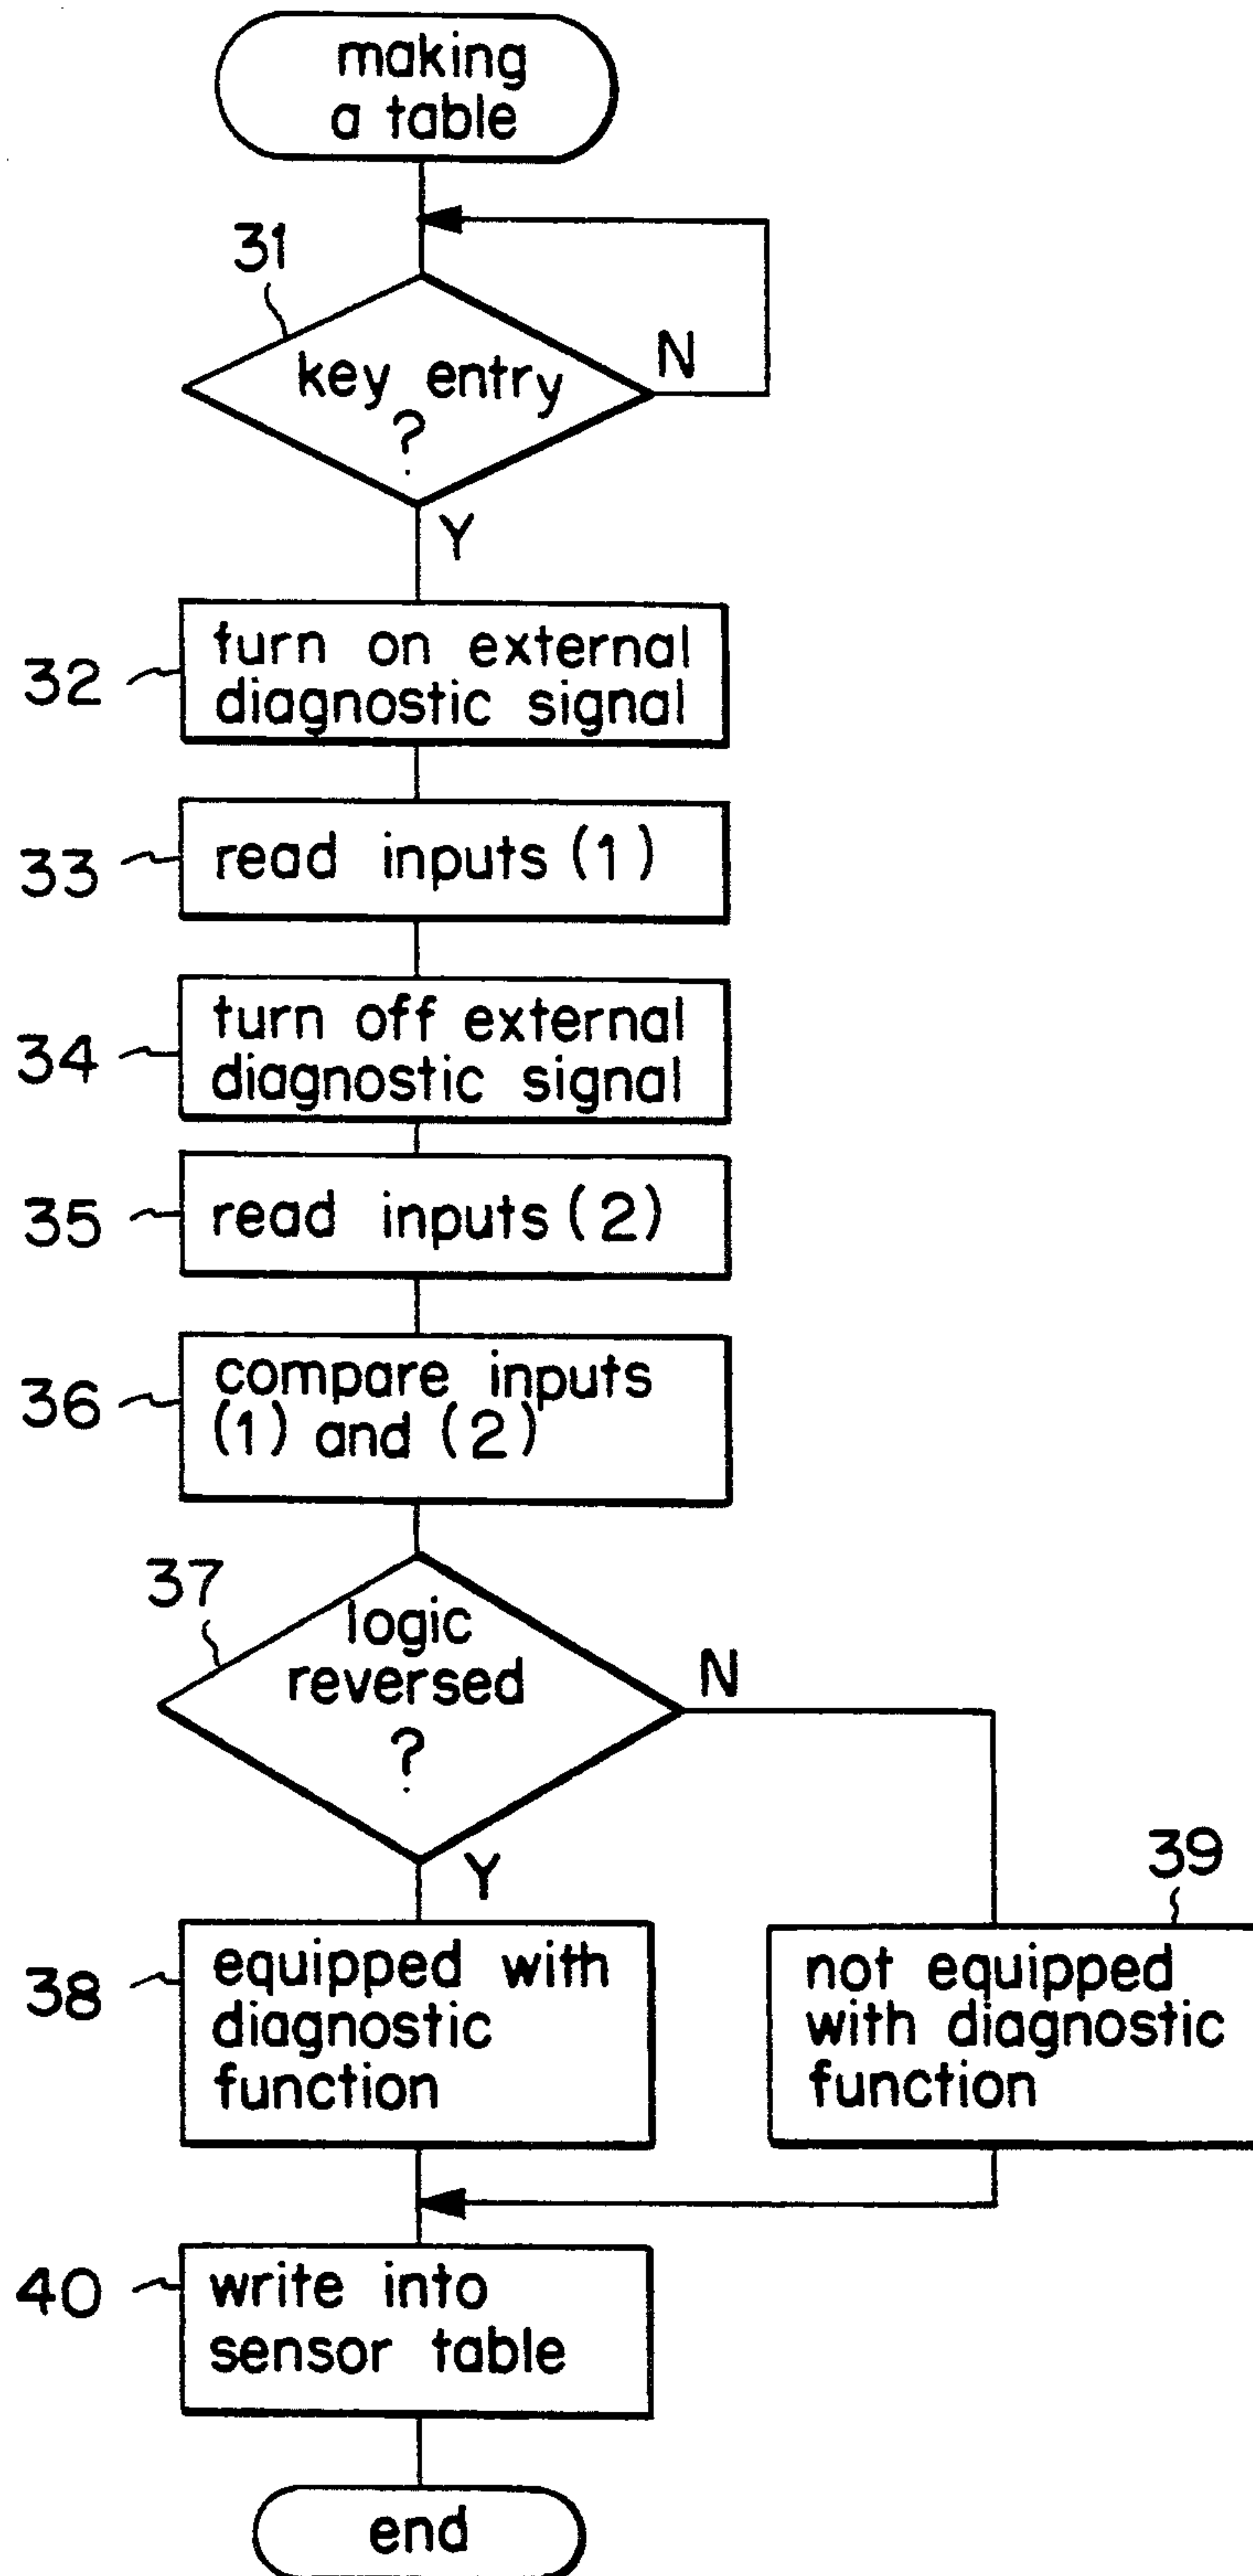 making
a table
31
key entry
?
N
Y
32
turn on external
diagnostic signal
33
read inputs (1)
34
turn off external
diagnostic signal
35
read inputs (2)
36
compare inputs
(1) and (2)
37
logic
reversed
?
N
Y
38
equipped with
diagnostic
function
39
not equipped
with diagnostic
function
40
write into
sensor table
end